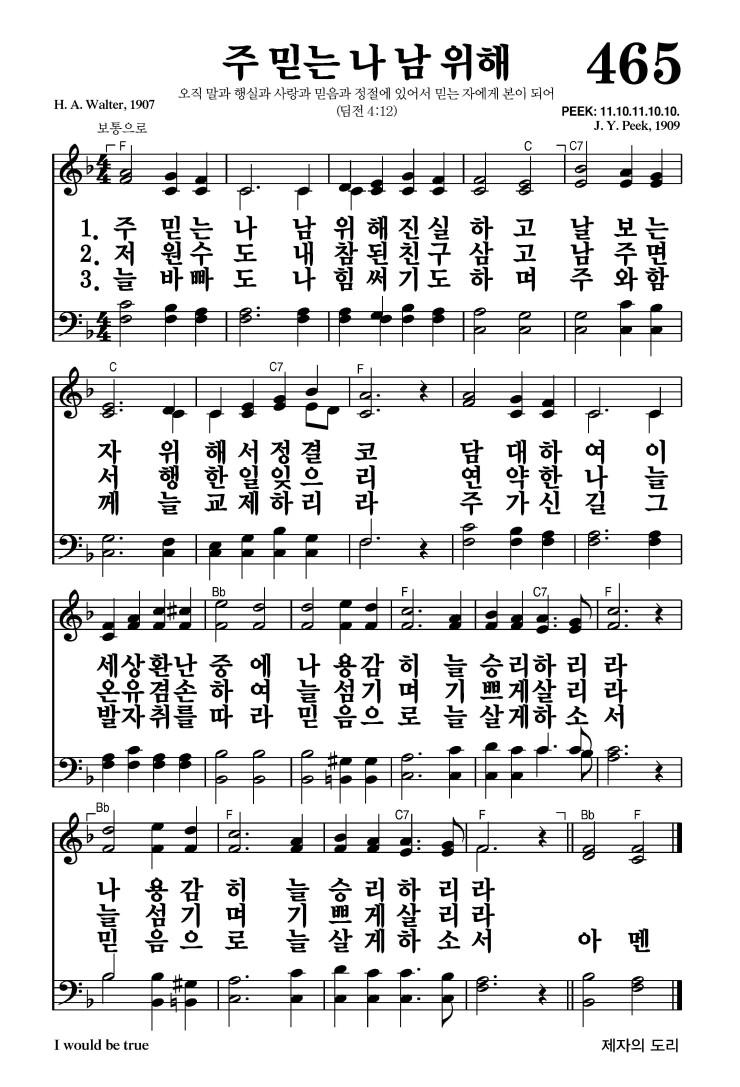 주 믿는 나 남 위해
465
오직 말과 행실과 사랑과 믿음과 정절에 있어서 믿는 자에게 본이 되어
(딤전 4:12)
H. A. Walter, 1907
PEEK: 11.10.11.10.10.
J. Y. Peek, 1909
보통으로
F C C7
1. 주 믿는 나 남 위해진실 하 고 날 보는
2. 저 원수 도 내 참된친구 삼 고 남 주면
3. 늘 바빠 도 나 힘써기도 하 며 주 와함
C C7 F
자 위 해서정결 코 담 대하 여 이
서 행 한일잊으 리 연 약한 나 늘
께 늘 교제하리 라 주 가신 길 그
Bb F C7 F
세상환난 중 에 나 용감 히 늘 승리하 리 라
온유겸손 하 여 늘 섬기 며 기 쁘게살 리 라
발자취를 따 라 믿 음으 로 늘 살게하 소 서
Bb F C7 F Bb F
나 용감 히 늘 승 리하 리라
늘 섬기 며 기 쁘 게살 리라
믿 음으 로 늘 살 게하 소서 아 멘
I would be true
제자의 도리